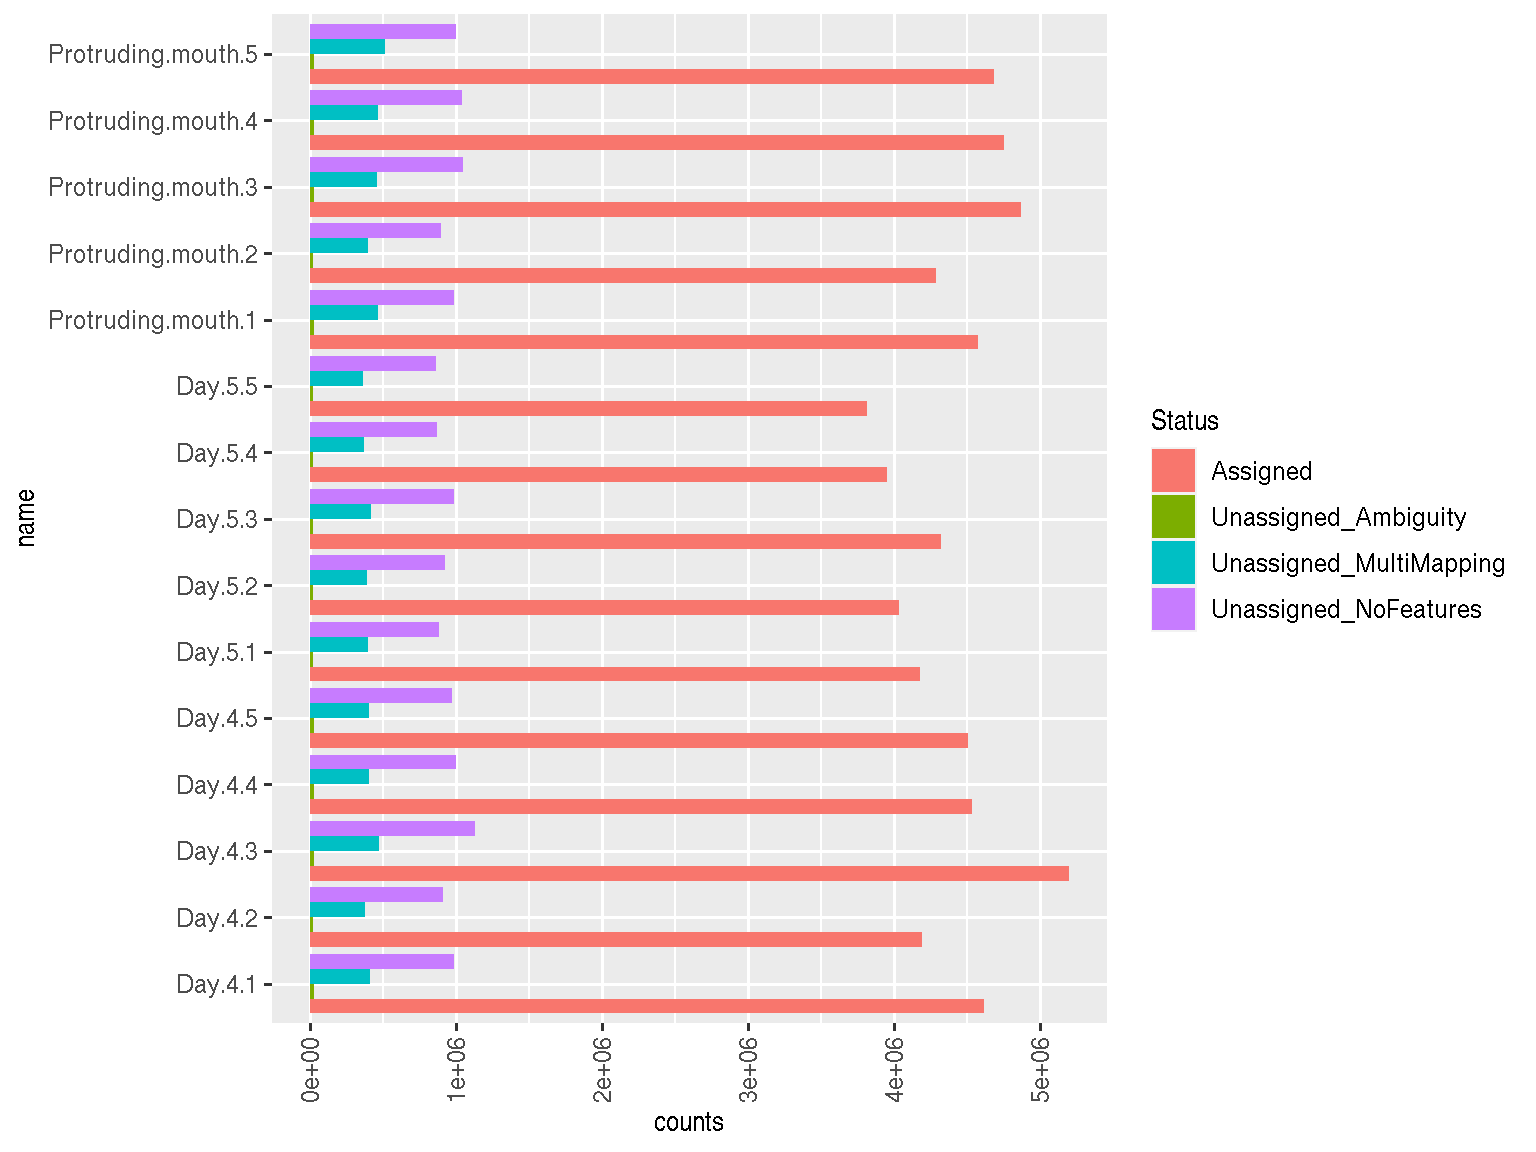 Protruding.mouth.5
Protruding.mouth.4
Protruding.mouth.3
Protruding.mouth.2
Protruding.mouth.1
Day.5.5
Day.5.4
Day.5.3
Day.5.2
Day.5.1
Day.4.5
Day.4.4
Day.4.3
Day.4.2
Day.4.1
name
0e+00
1e+06
2e+06
3e+06
4e+06
5e+06
counts
Status
Assigned
Unassigned_Ambiguity
Unassigned_MultiMapping
Unassigned_NoFeatures